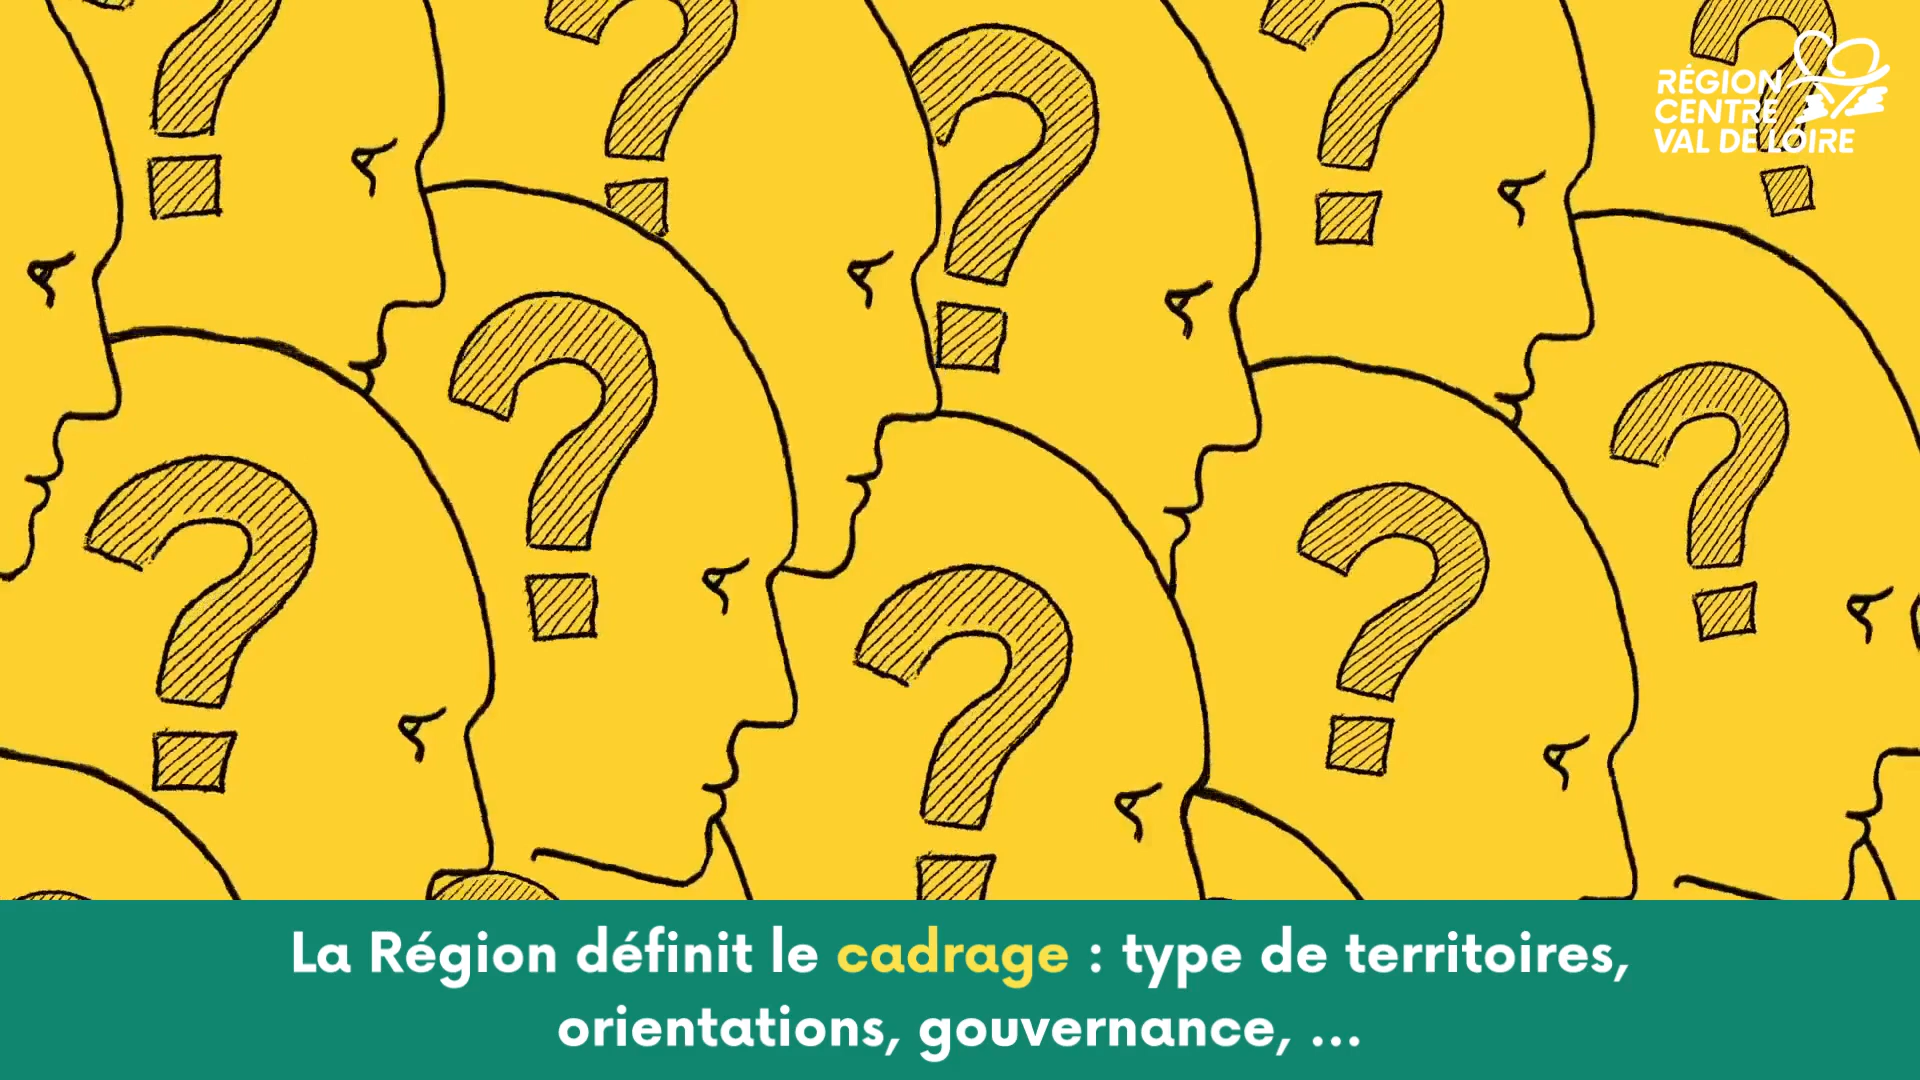 RÉGION
CENTRE
VAL DE LOIRE
La Région définit le cadrage : type de territoires,
orientations, gouvernance, ...